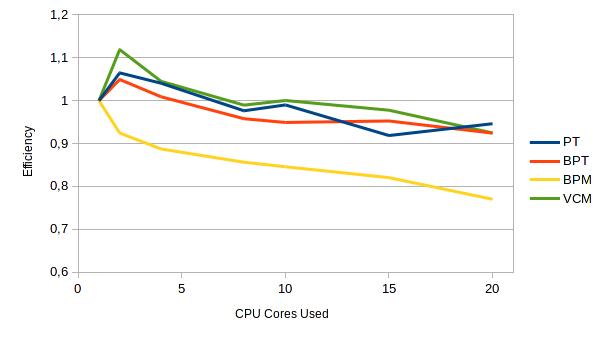 1,2
1,1
1
0,9
0,8
0,7
0,6
Efficiency
0
5
10
15
20
CPU Cores Used
PT
BPT
BPM
VCM